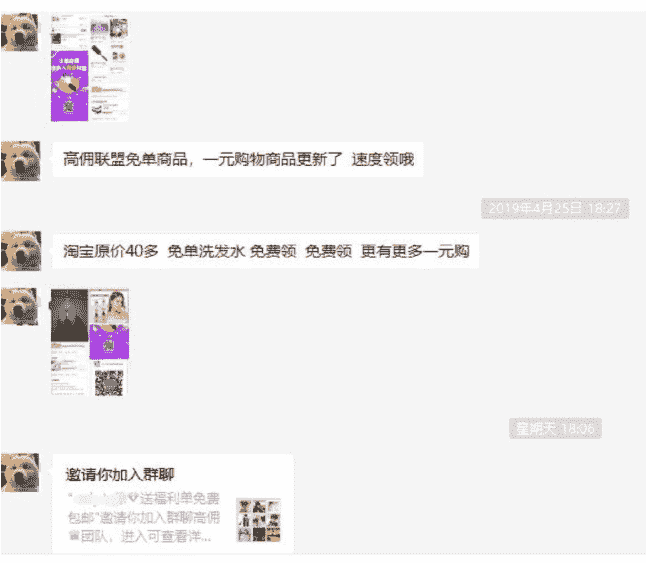 高佣联盟免单商品，一元购物商品更新了 速度领哦
2019年4月25日 18:27
淘宝原价40多 免单洗发水 免费领 免费领 更有更多一元购
星期天 18:06
邀请你加入群聊
送福利单免费
包邮"邀请你加入群聊高佣
团队，进入可查看详...